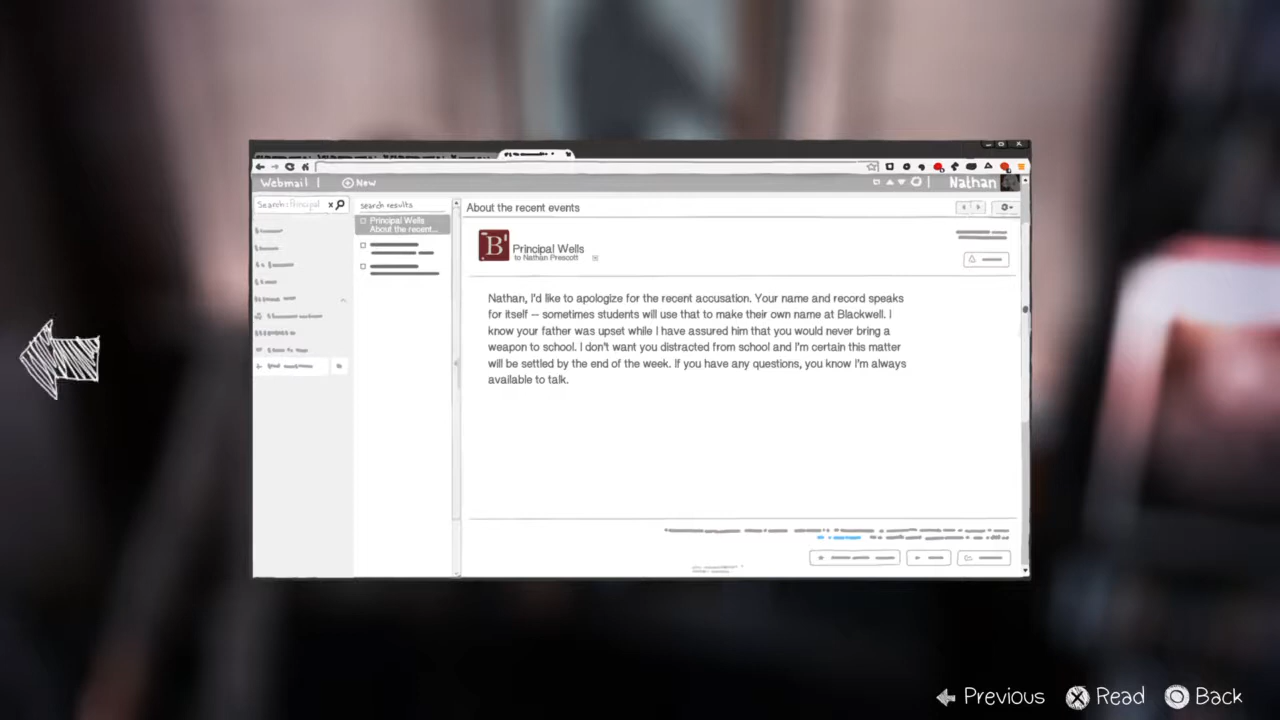 Webmail |
New
Nathan
Search: Principal x
search results
About the recent events
Principal Wells
About the recent...
B
Principal Wells
to Nathan Prescott
Nathan, I'd like to apologize for the recent accusation. Your name and record speaks
for itself – sometimes students will use that to make their own name at Blackwell. I
know your father was upset while I have assured him that you would never bring a
weapon to school. I don't want you distracted from school and I'm certain this matter
will be settled by the end of the week. If you have any questions, you know I'm always
available to talk.
Previous
Read
Back